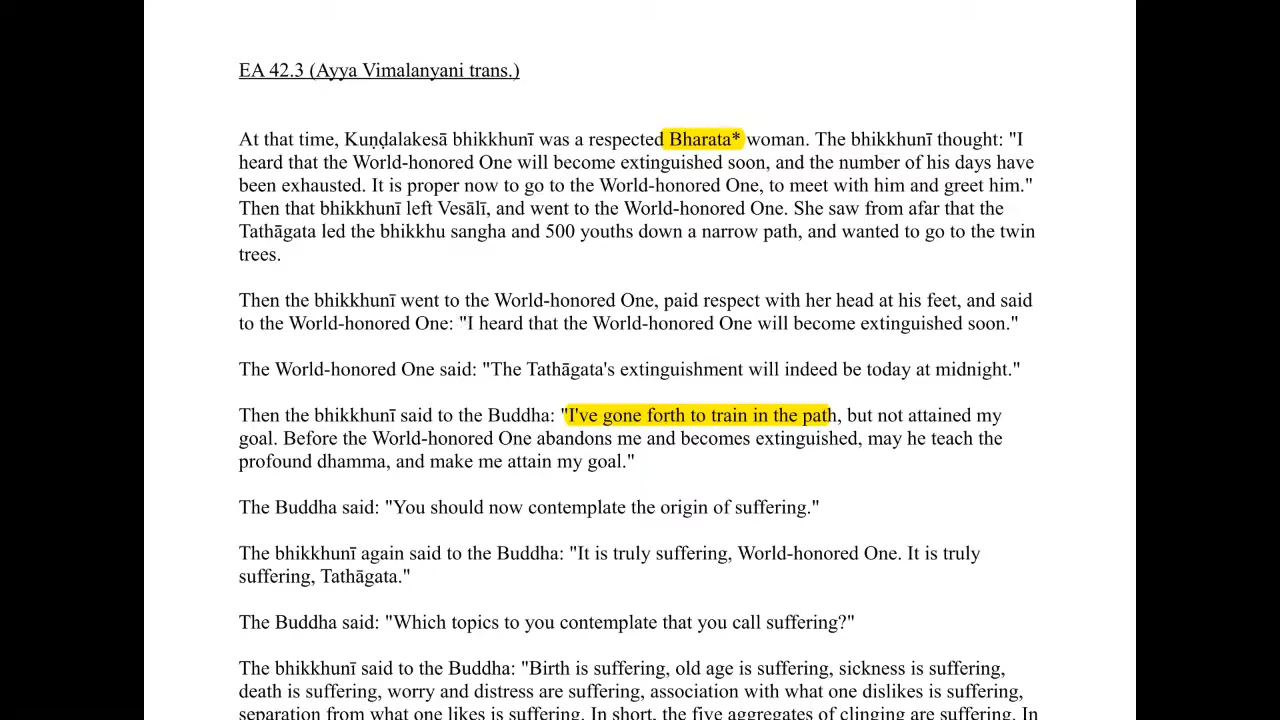 EA 42.3 (Ayya Vimalanyani trans.)
At that time, Kuṇḍalakesā bhikkhunī was a respected Bharata* woman. The bhikkhunī thought: "I
heard that the World-honored One will become extinguished soon, and the number of his days have
been exhausted. It is proper now to go to the World-honored One, to meet with him and greet him."
Then that bhikkhunī left Vesālī, and went to the World-honored One. She saw from afar that the
Tathāgata led the bhikkhu sangha and 500 youths down a narrow path, and wanted to go to the twin
trees.
Then the bhikkhunī went to the World-honored One, paid respect with her head at his feet, and said
to the World-honored One: "I heard that the World-honored One will become extinguished soon."
The World-honored One said: "The Tathāgata's extinguishment will indeed be today at midnight."
Then the bhikkhunī said to the Buddha: "I've gone forth to train in the path, but not attained my
goal. Before the World-honored One abandons me and becomes extinguished, may he teach the
profound dhamma, and make me attain my goal."
The Buddha said: "You should now contemplate the origin of suffering."
The bhikkhunī again said to the Buddha: "It is truly suffering, World-honored One. It is truly
suffering, Tathāgata."
The Buddha said: "Which topics to you contemplate that you call suffering?"
The bhikkhunī said to the Buddha: "Birth is suffering, old age is suffering, sickness is suffering,
death is suffering, worry and distress are suffering, association with what one dislikes is suffering,
separation from what one likes is suffering. In short, the five aggregates of clinging are suffering. In